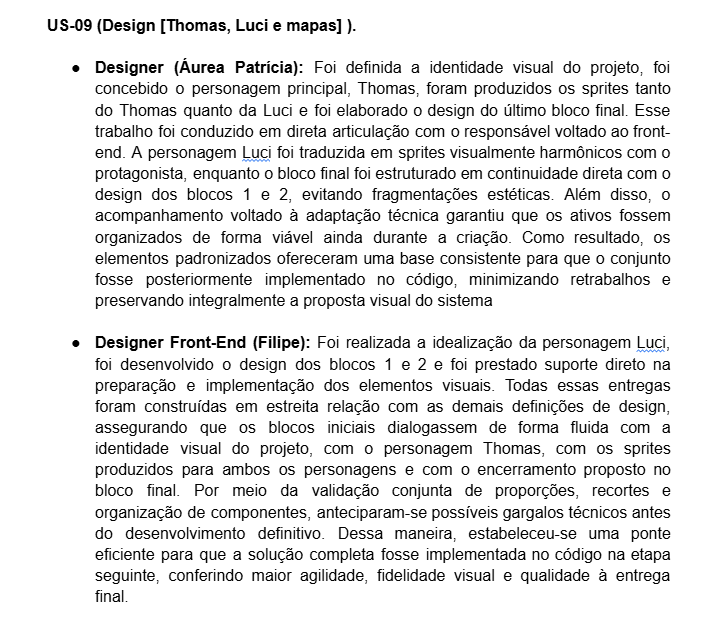 US-09 (Design [Thomas, Luci e mapas] ).
● Designer (Áurea Patrícia): Foi definida a identidade visual do projeto, foi
concebido o personagem principal, Thomas, foram produzidos os sprites tanto
do Thomas quanto da Luci e foi elaborado o design do último bloco final. Esse
trabalho foi conduzido em direta articulação com o responsável voltado ao front-
end. A personagem Luci foi traduzida em sprites visualmente harmônicos com o
protagonista, enquanto o bloco final foi estruturado em continuidade direta com o
design dos blocos 1 e 2, evitando fragmentações estéticas. Além disso, o
acompanhamento voltado à adaptação técnica garantiu que os ativos fossem
organizados de forma viável ainda durante a criação. Como resultado, os
elementos padronizados ofereceram uma base consistente para que o conjunto
fosse posteriormente implementado no código, minimizando retrabalhos e
preservando integralmente a proposta visual do sistema
● Designer Front-End (Filipe): Foi realizada a idealização da personagem Luci,
foi desenvolvido o design dos blocos 1 e 2 e foi prestado suporte direto na
preparação e implementação dos elementos visuais. Todas essas entregas
foram construídas em estreita relação com as demais definições de design,
assegurando que os blocos iniciais dialogassem de forma fluida com a
identidade visual do projeto, com o personagem Thomas, com os sprites
produzidos para ambos os personagens e com o encerramento proposto no
bloco final. Por meio da validação conjunta de proporções, recortes e
organização de componentes, anteciparam-se possíveis gargalos técnicos antes
do desenvolvimento definitivo. Dessa maneira, estabeleceu-se uma ponte
eficiente para que a solução completa fosse implementada no código na etapa
seguinte, conferindo maior agilidade, fidelidade visual e qualidade à entrega
final.